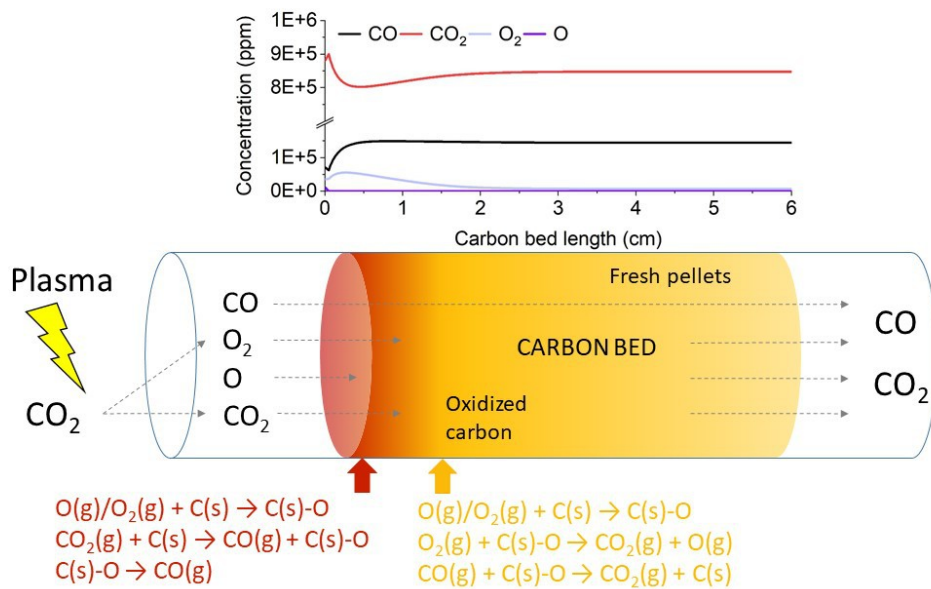 1E+6
CO CO₂ O₂ O
9E+5
8E+5
1E+5
0E+0
Concentration (ppm)
0 1 2 3 4 5 6
Carbon bed length (cm)
Plasma
CO₂
CO
O₂
O
CO₂
Fresh pellets
CARBON BED
Oxidized
carbon
CO
CO₂
O(g)/O₂(g) + C(s) → C(s)-O
CO₂(g) + C(s) → CO(g) + C(s)-O
C(s)-O → CO(g)
O(g)/O₂(g) + C(s) → C(s)-O
O₂(g) + C(s)-O → CO₂(g) + O(g)
CO(g) + C(s)-O → CO₂(g) + C(s)